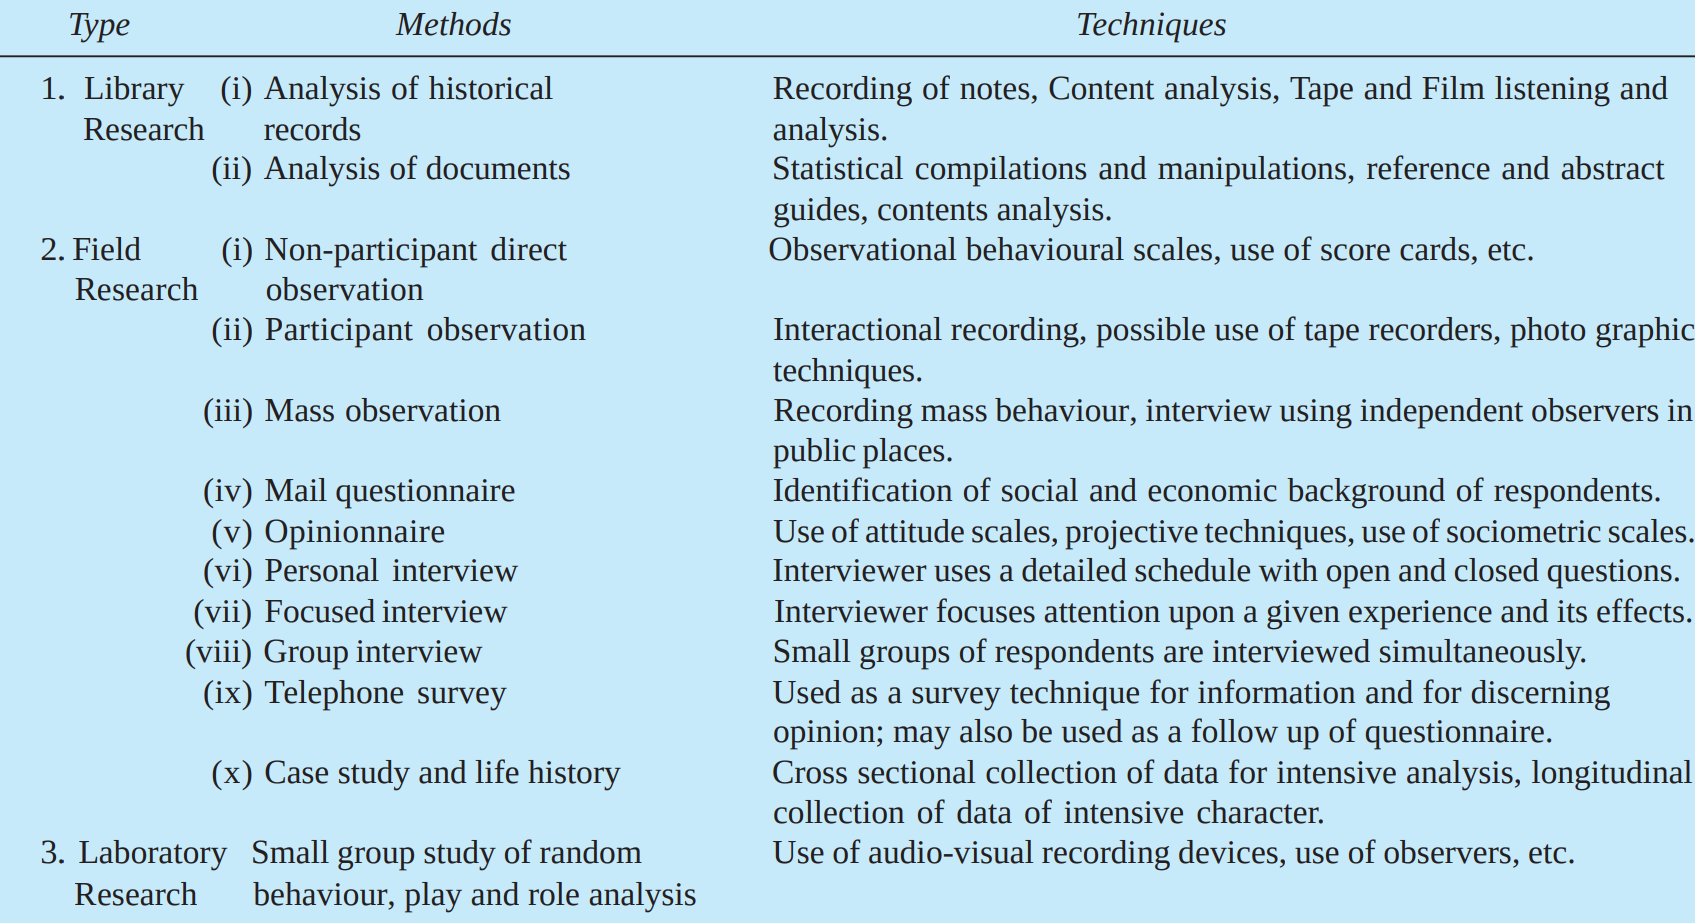 Type Methods Techniques
1. Library (i) Analysis of historical Recording of notes, Content analysis, Tape and Film listening and
Research records analysis.
(ii) Analysis of documents Statistical compilations and manipulations, reference and abstract
guides, contents analysis.
2. Field (i) Non-participant direct Observational behavioural scales, use of score cards, etc.
Research observation
(ii) Participant observation Interactional recording, possible use of tape recorders, photo graphic
techniques.
(iii) Mass observation Recording mass behaviour, interview using independent observers in
public places.
(iv) Mail questionnaire Identification of social and economic background of respondents.
(v) Opinionnaire Use of attitude scales, projective techniques, use of sociometric scales.
(vi) Personal interview Interviewer uses a detailed schedule with open and closed questions.
(vii) Focused interview Interviewer focuses attention upon a given experience and its effects.
(viii) Group interview Small groups of respondents are interviewed simultaneously.
(ix) Telephone survey Used as a survey technique for information and for discerning
opinion; may also be used as a follow up of questionnaire.
(x) Case study and life history Cross sectional collection of data for intensive analysis, longitudinal
collection of data of intensive character.
3. Laboratory Small group study of random Use of audio-visual recording devices, use of observers, etc.
Research behaviour, play and role analysis